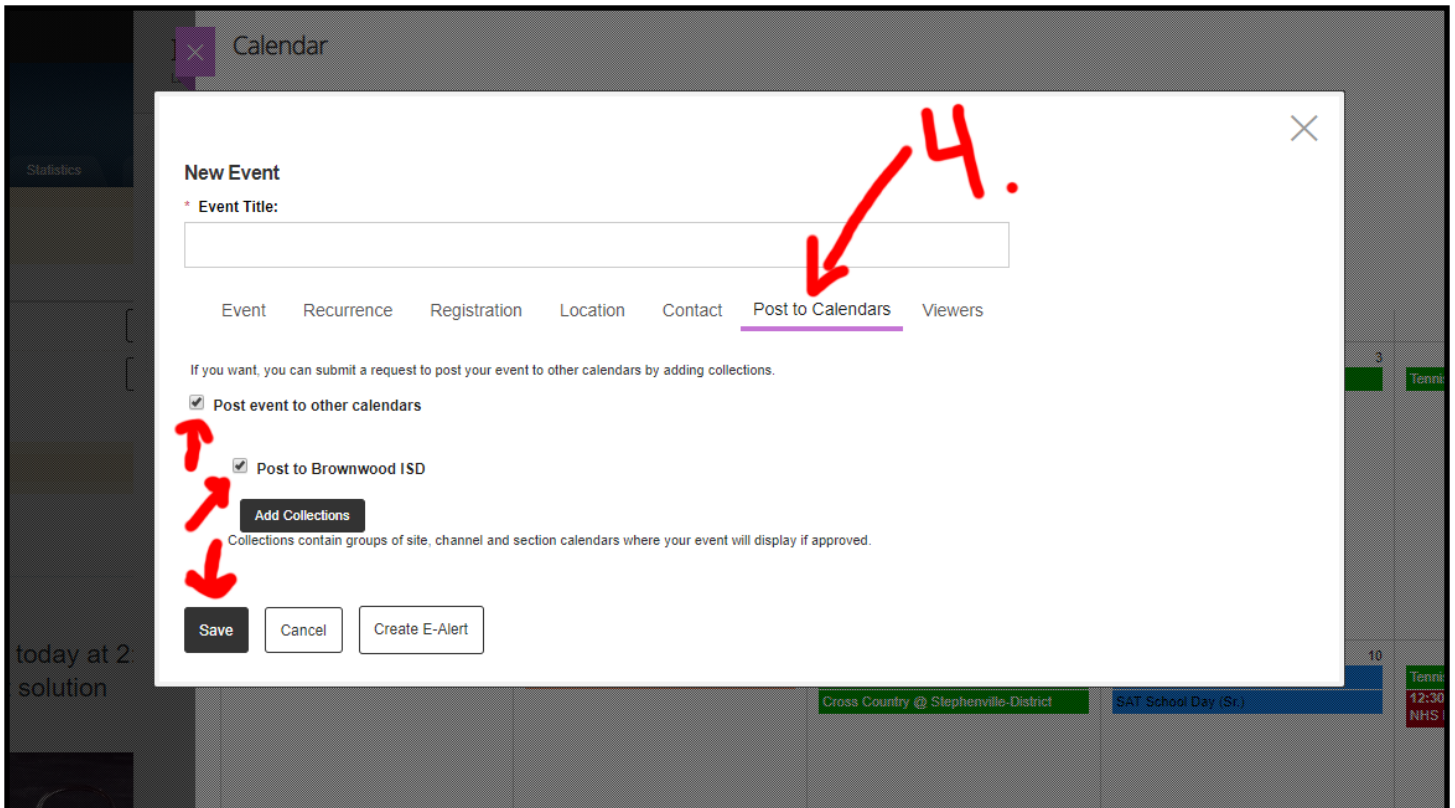 Calendar
Statistics
4.
New Event
* Event Title:
Event Recurrence Registration Location Contact Post to Calendars Viewers
If you want, you can submit a request to post your event to other calendars by adding collections.
Post event to other calendars
3
Tennis
Post to Brownwood ISD
Add Collections
Collections contain groups of site, channel and section calendars where your event will display if approved.
Save Cancel Create E-Alert
today at 2:
solution
10
Cross Country @ Stephenville-District
SAT School Day (Sr.)
Tennis
12:30
NHS